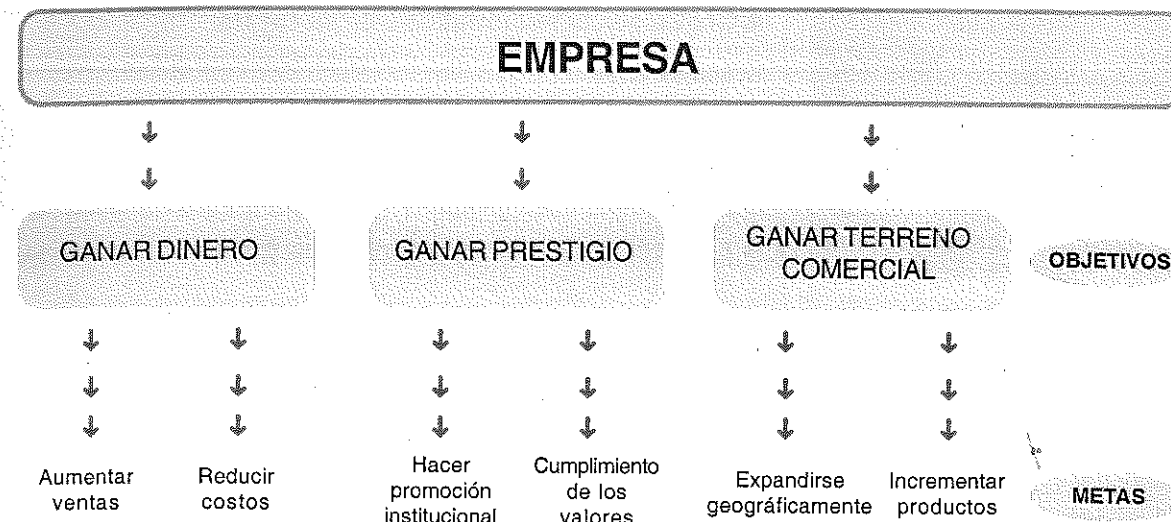 EMPRESA
GANAR DINERO
GANAR PRESTIGIO
GANAR TERRENO
COMERCIAL
OBJETIVOS
Aumentar
ventas
Reducir
costos
Hacer
promoción
institucional
Cumplimiento
de los
valores
Expandirse
geográficamente
Incrementar
productos
METAS